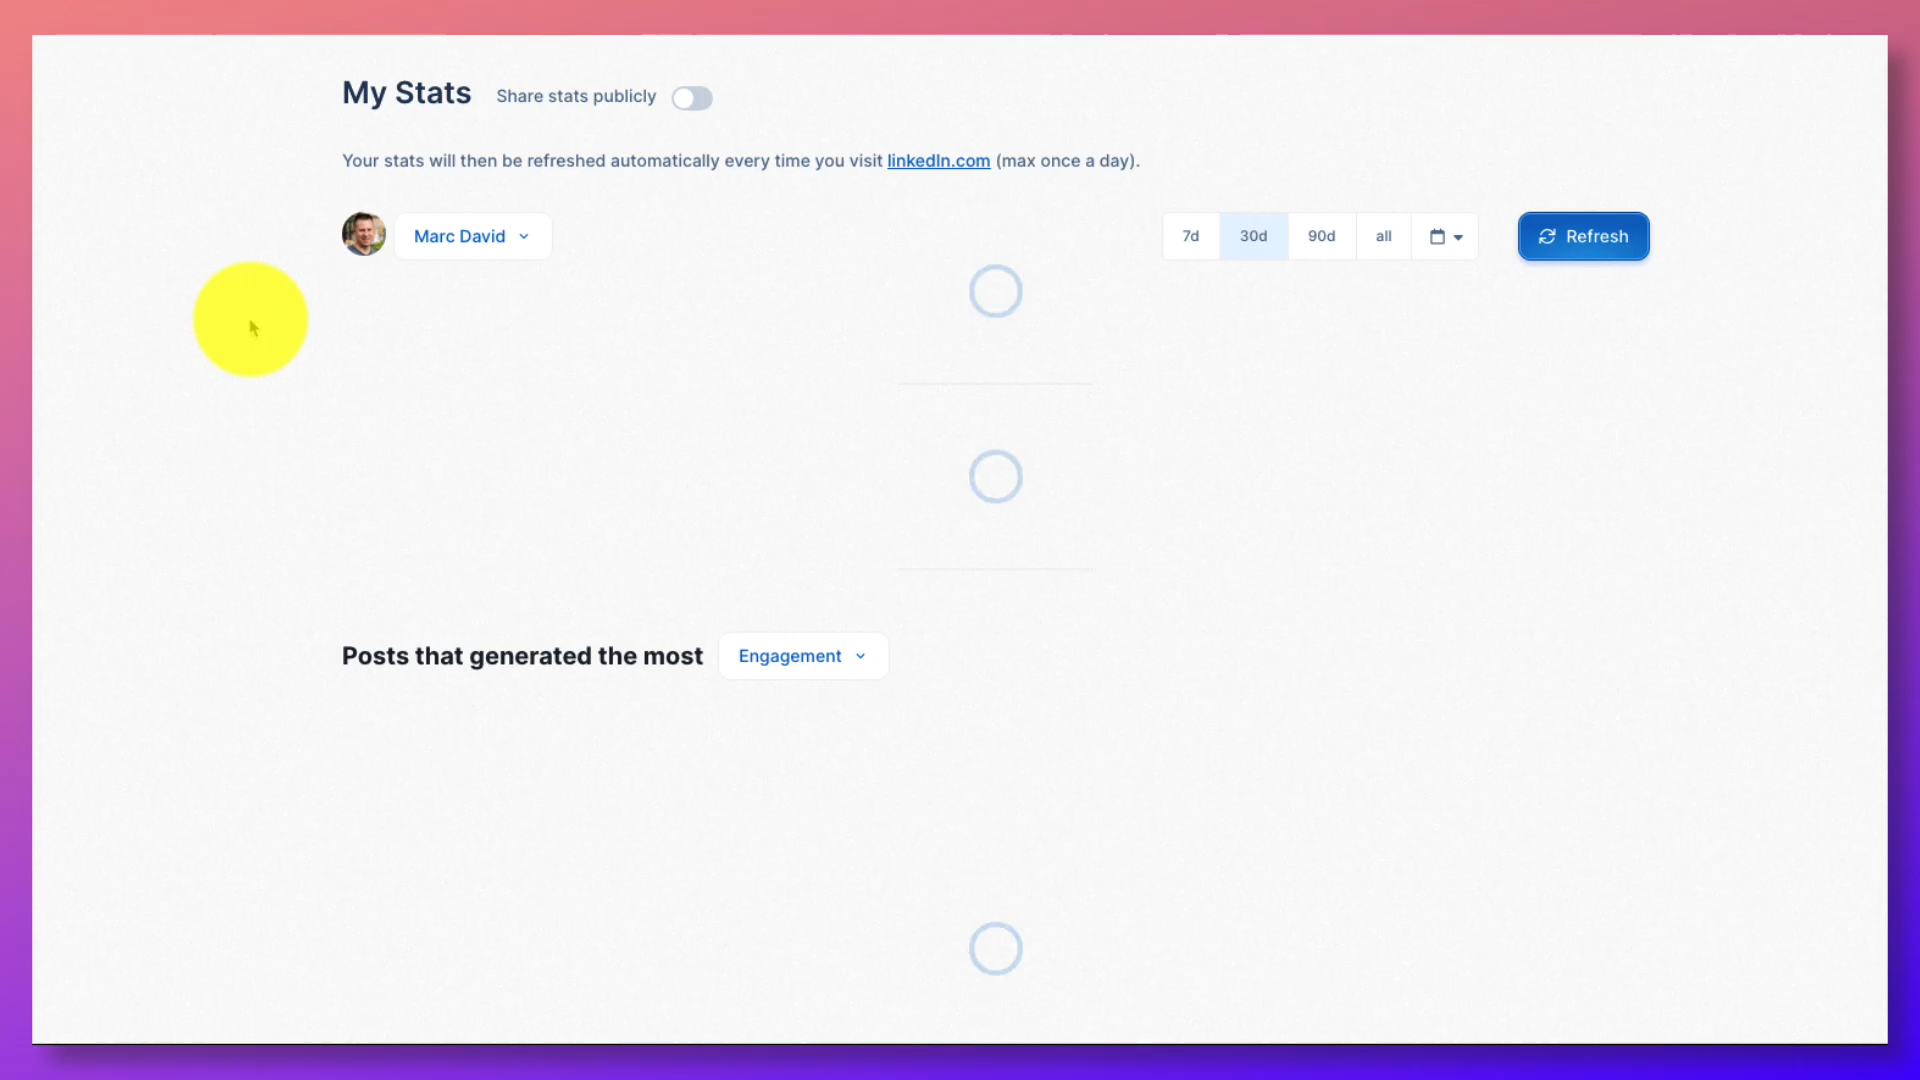 My Stats Share stats publicly
Your stats will then be refreshed automatically every time you visit linkedIn.com (max once a day).
Marc David 7d 30d 90d all Refresh
Posts that generated the most Engagement